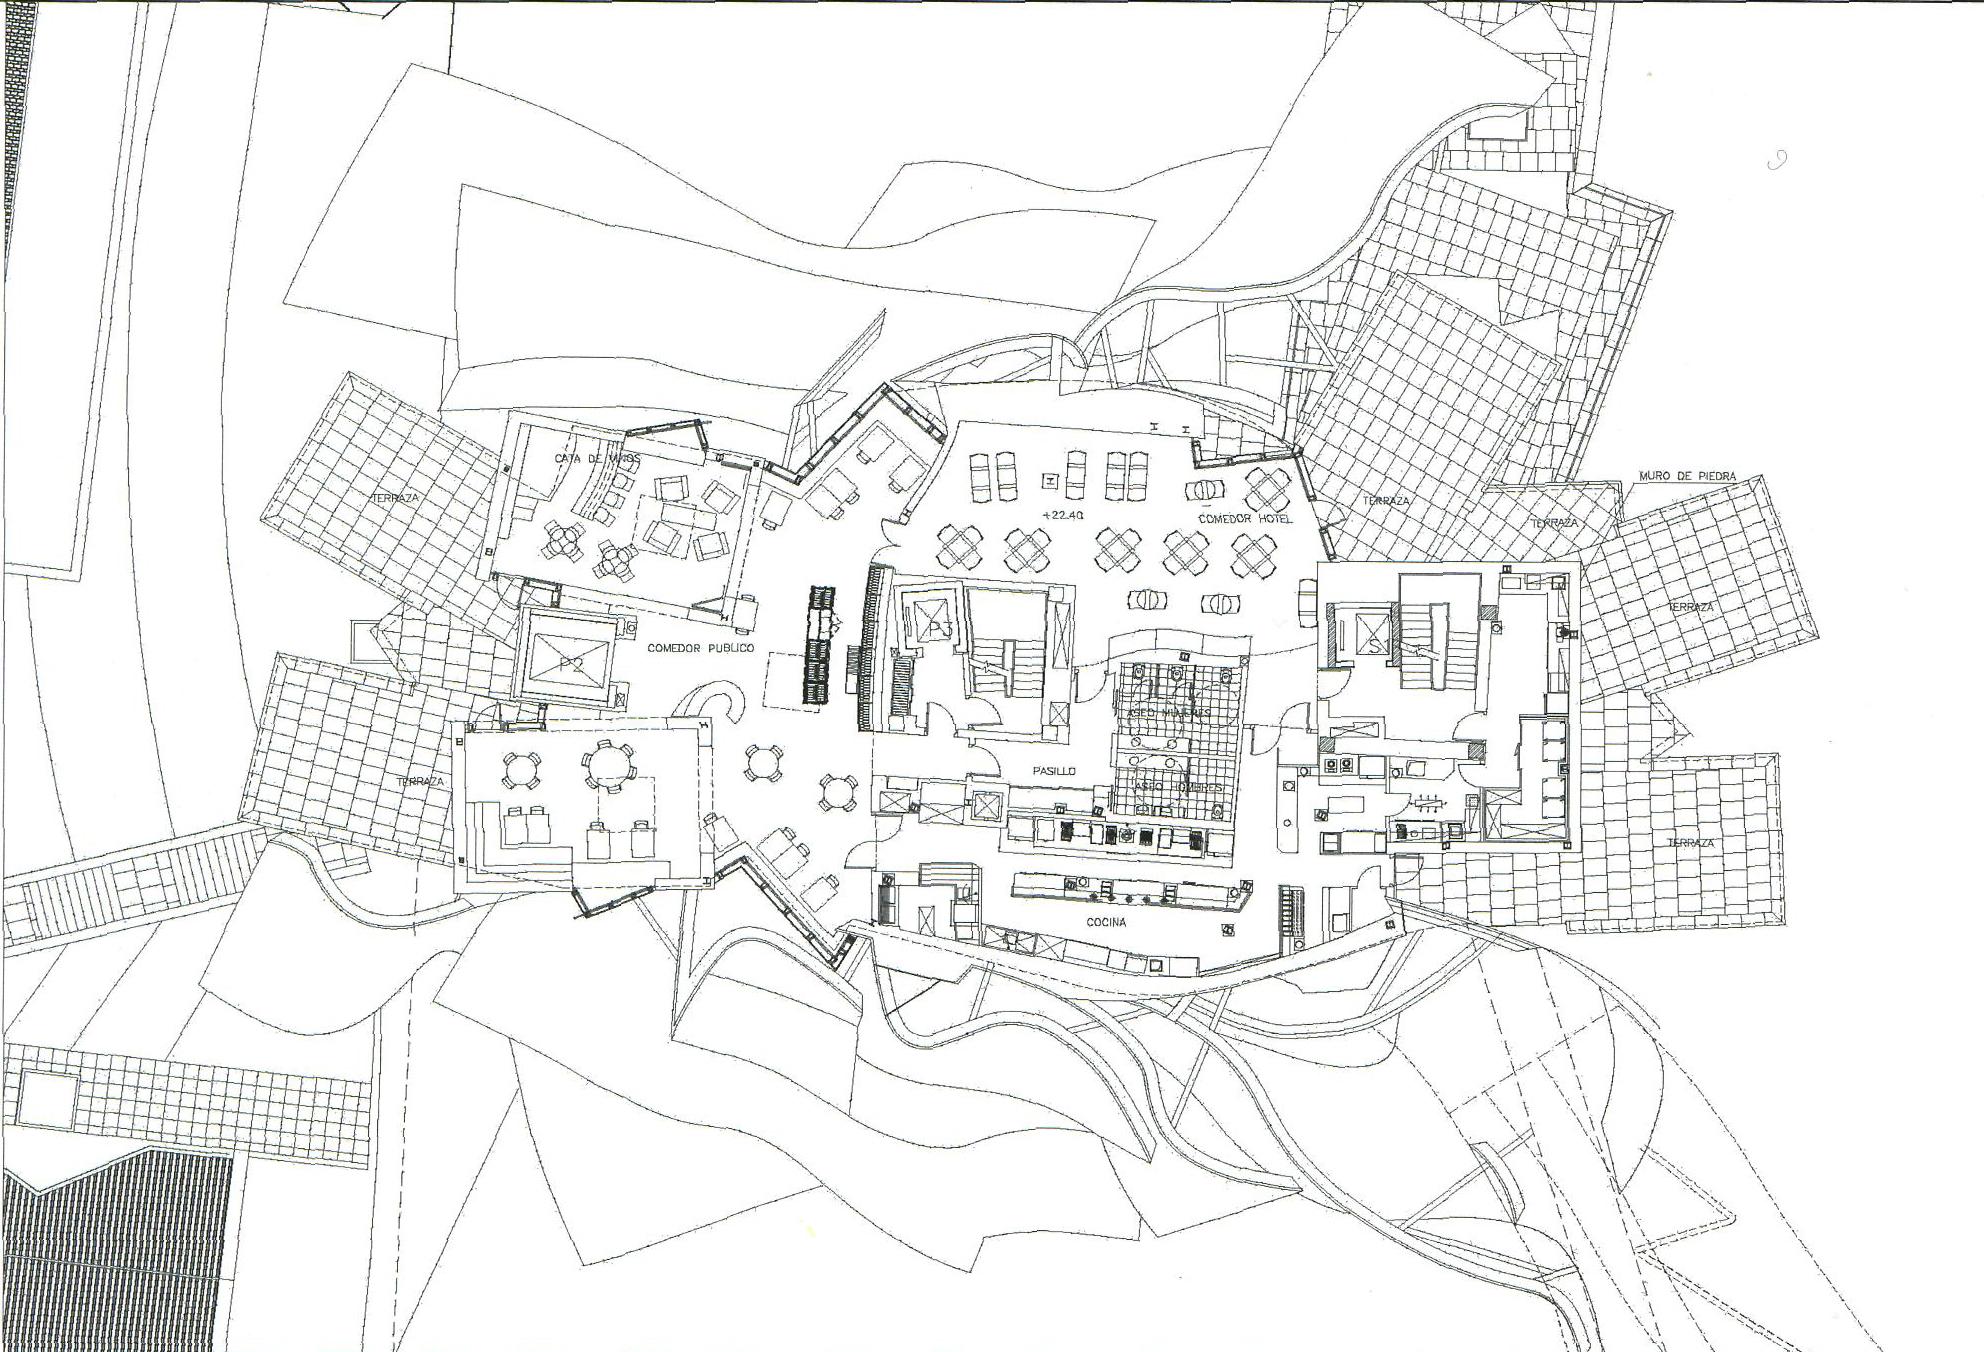 MURO DE PIEDRA
CATA DE VINOS
TERRAZA
TERRAZA
TERRAZA
+22.40
COMEDOR HOTEL
TERRAZA
COMEDOR PUBLICO
P2
P3
S1
ASEO MUJERES
TERRAZA
PASILLO
ASEO HOMBRES
TERRAZA
COCINA